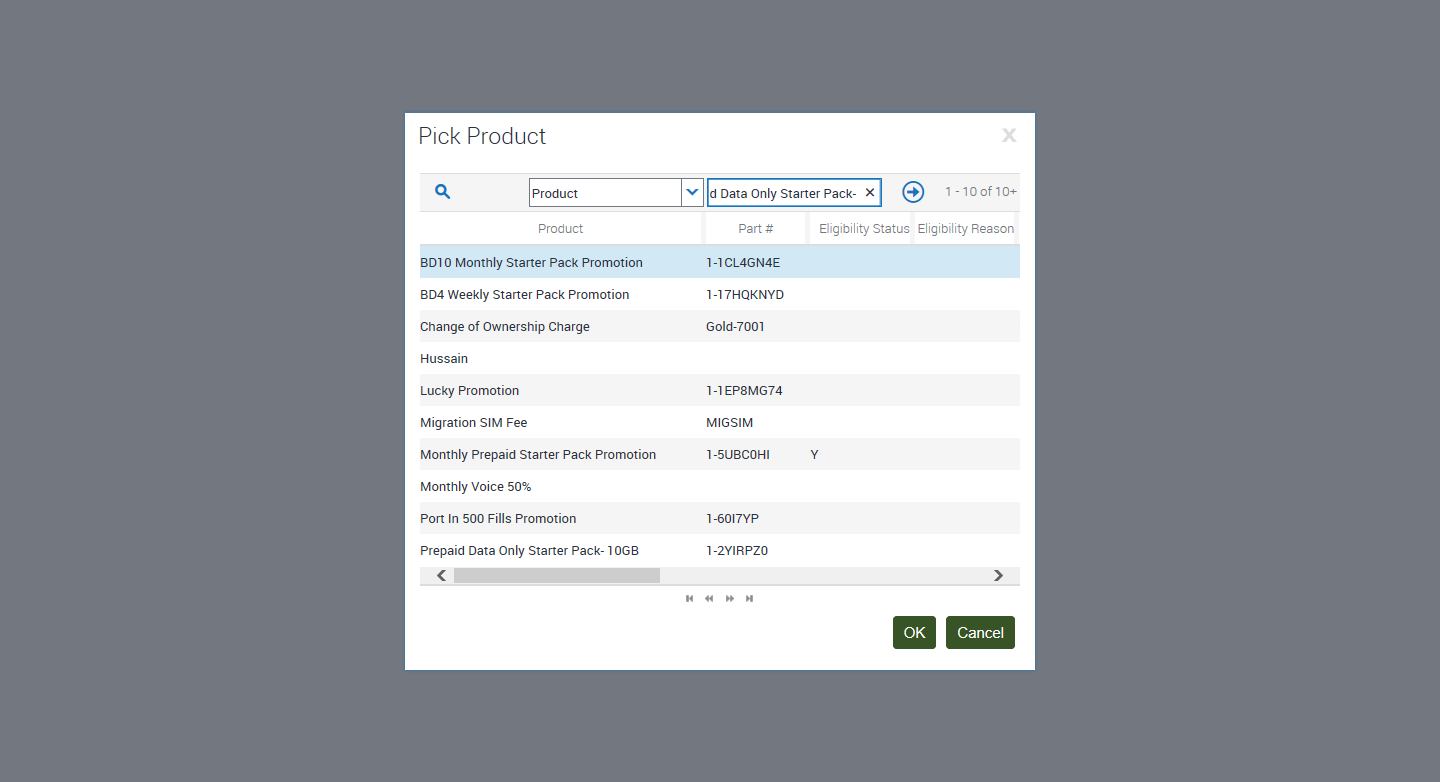 Pick Product
X
Product d Data Only Starter Pack- × 1 - 10 of 10+
Product Part # Eligibility Status Eligibility Reason
BD10 Monthly Starter Pack Promotion 1-1CL4GN4E
BD4 Weekly Starter Pack Promotion 1-17HQKNYD
Change of Ownership Charge Gold-7001
Hussain
Lucky Promotion 1-1EP8MG74
Migration SIM Fee MIGSIM
Monthly Prepaid Starter Pack Promotion 1-5UBC0HI Y
Monthly Voice 50%
Port In 500 Fills Promotion 1-60I7YP
Prepaid Data Only Starter Pack- 10GB 1-2YIRPZ0
OK Cancel